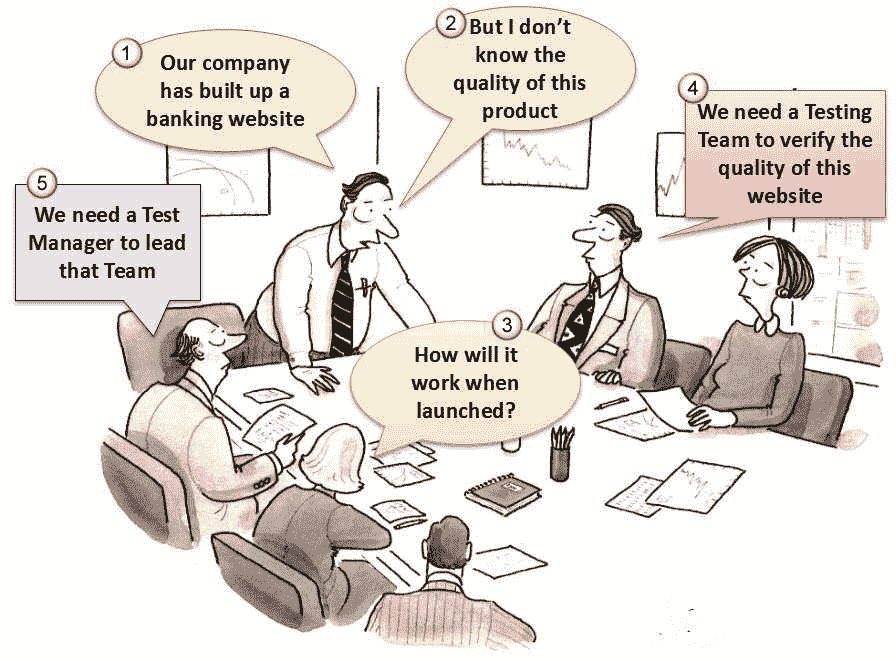 1
Our company
has built up a
banking website
2
But I don't
know the
quality of this
product
3
How will it
work when
launched?
4
We need a Testing
Team to verify the
quality of this
website
5
We need a Test
Manager to lead
that Team